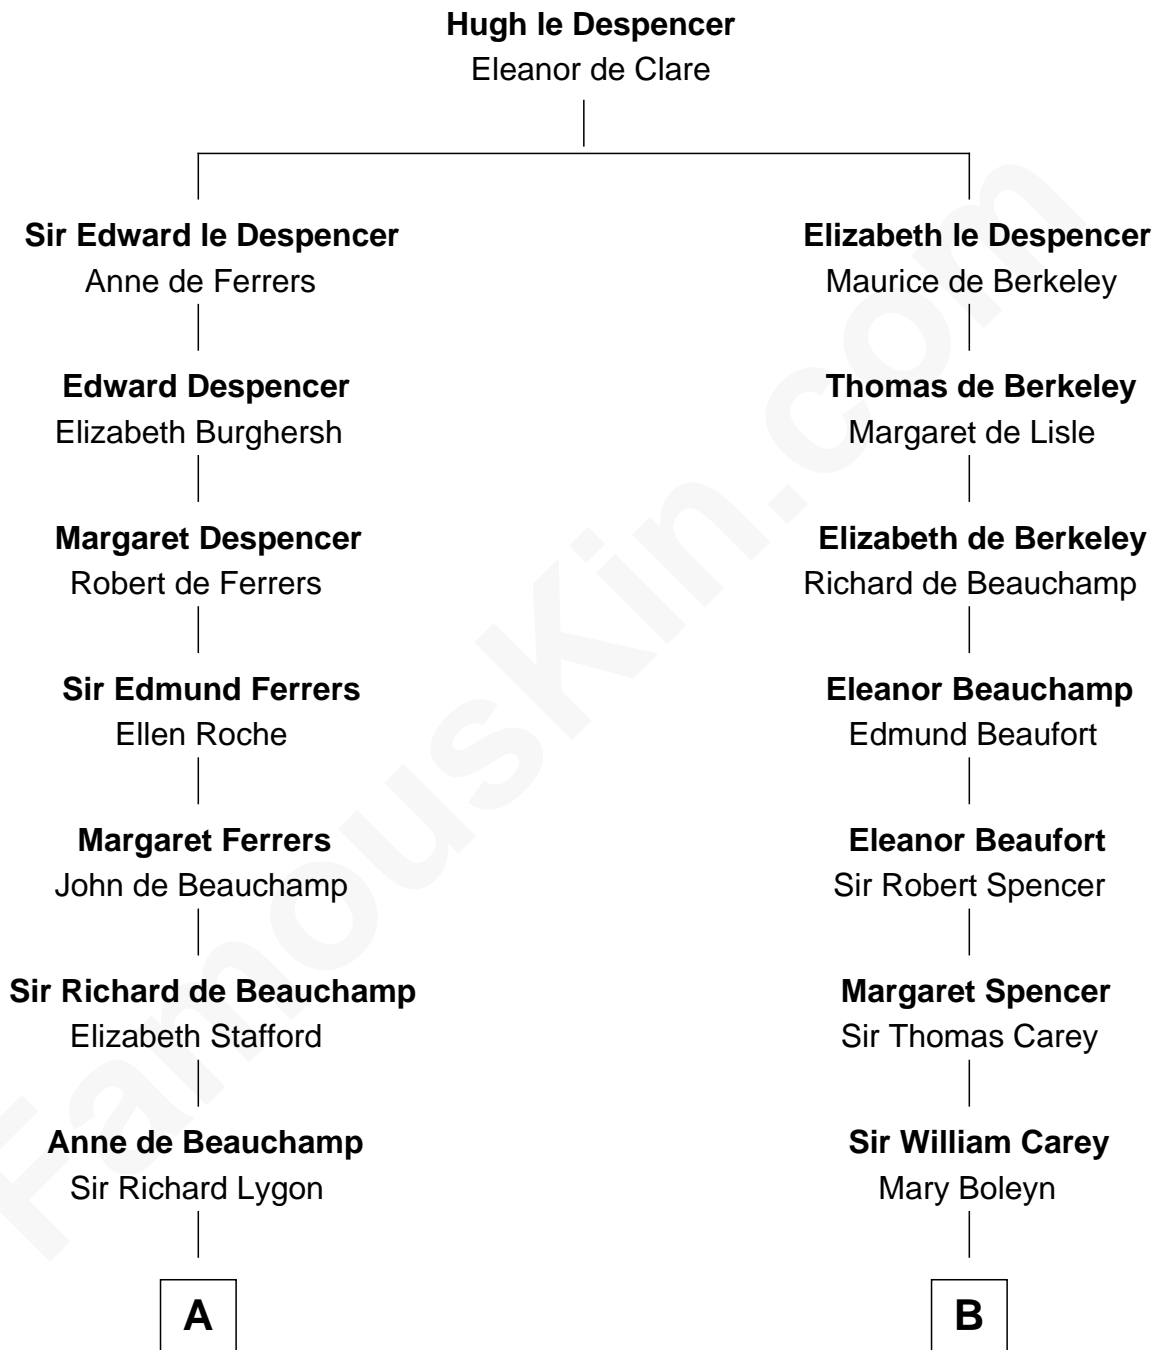 Hugh le Despencer
Eleanor de Clare
Sir Edward le Despencer
Anne de Ferrers
Elizabeth le Despencer
Maurice de Berkeley
Edward Despencer
Elizabeth Burghersh
Thomas de Berkeley
Margaret de Lisle
Margaret Despencer
Robert de Ferrers
Elizabeth de Berkeley
Richard de Beauchamp
Sir Edmund Ferrers
Ellen Roche
Eleanor Beauchamp
Edmund Beaufort
Margaret Ferrers
John de Beauchamp
Eleanor Beaufort
Sir Robert Spencer
Sir Richard de Beauchamp
Elizabeth Stafford
Margaret Spencer
Sir Thomas Carey
Anne de Beauchamp
Sir Richard Lygon
Sir William Carey
Mary Boleyn
A
B
FamousKin.com